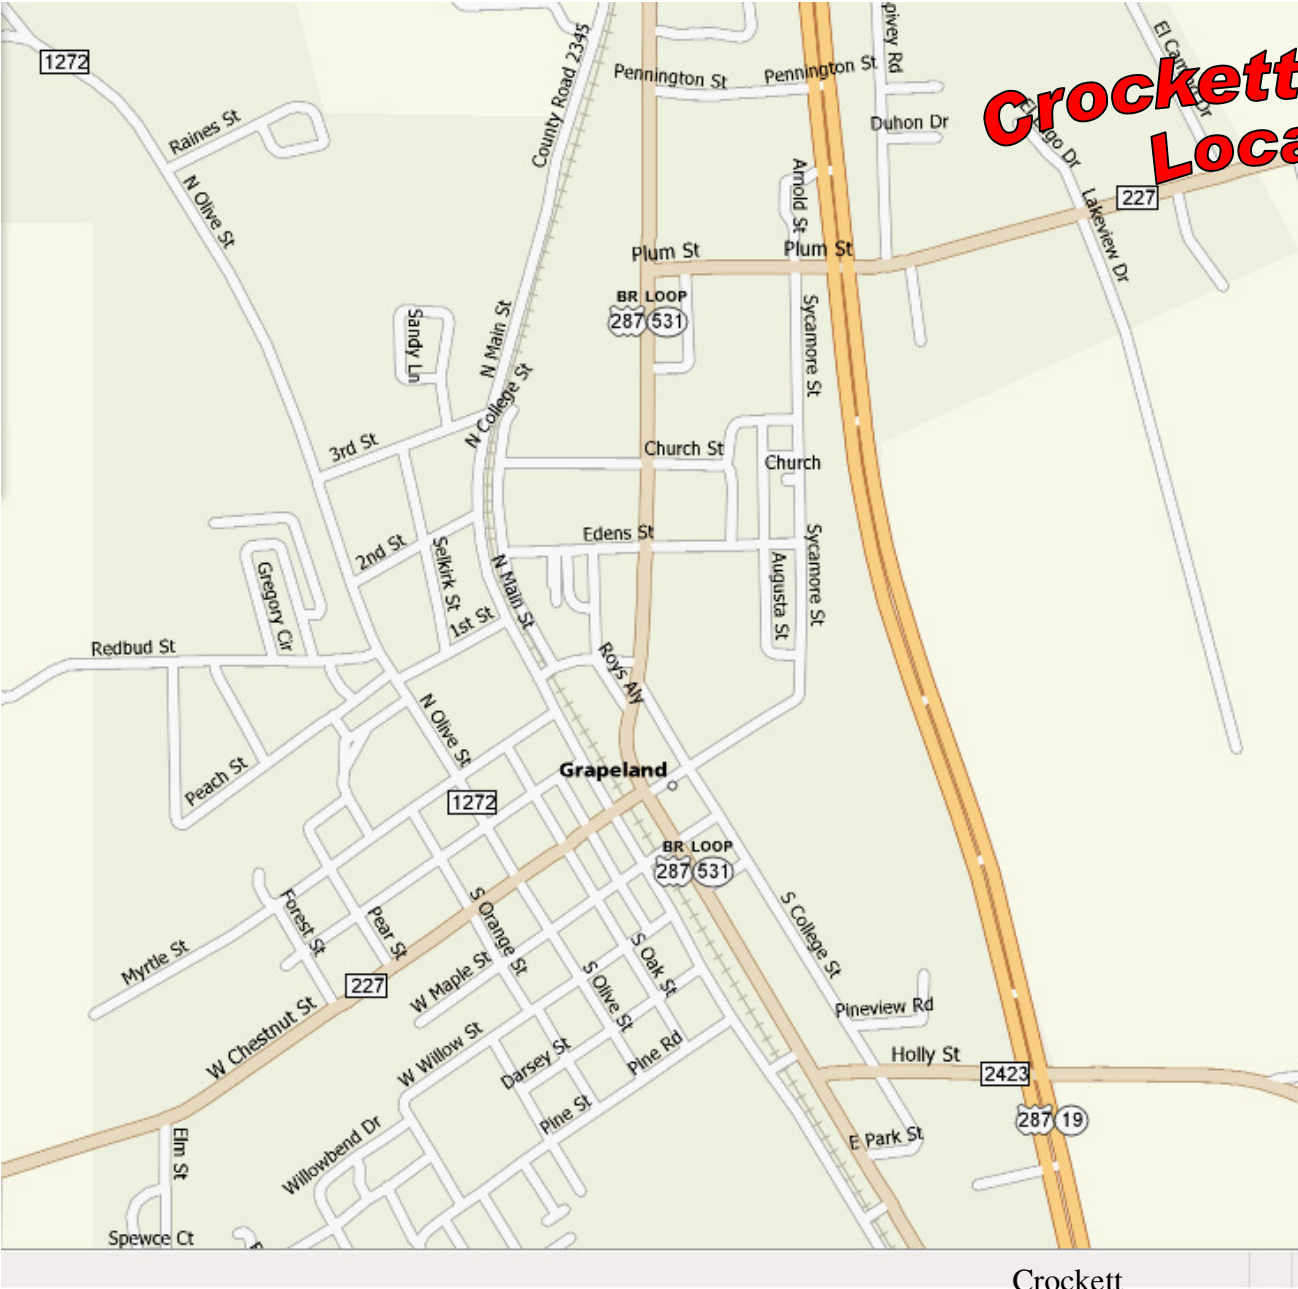 1272
Raines St
N Olive St
County Road 2345
Pennington St
Pennington St
pivey Rd
Duhon Dr
El Camino Dr
Crockett
Loca
Lakeview Dr
227
Arnold St
Plum St
Plum St
BR LOOP
287 531
Sandy Ln
N Main St
N College St
Sycamore St
3rd St
Church St
Church
2nd St
Selkirk St
Edens St
N Main St
Sycamore St
Augusta St
Gregory Cir
1st St
Redbud St
Roys Aly
N Olive St
Peach St
Grapeland
1272
BR LOOP
287 531
Forest St
Pear St
S Orange St
S College St
Myrtle St
W Maple St
S Oak St
S Olive St
227
W Chestnut St
Pineview Rd
W Willow St
Darsey St
Pine Rd
Holly St
2423
Pine St
287 19
Willowbend Dr
E Park St
Elm St
Spewce Ct
Crockett